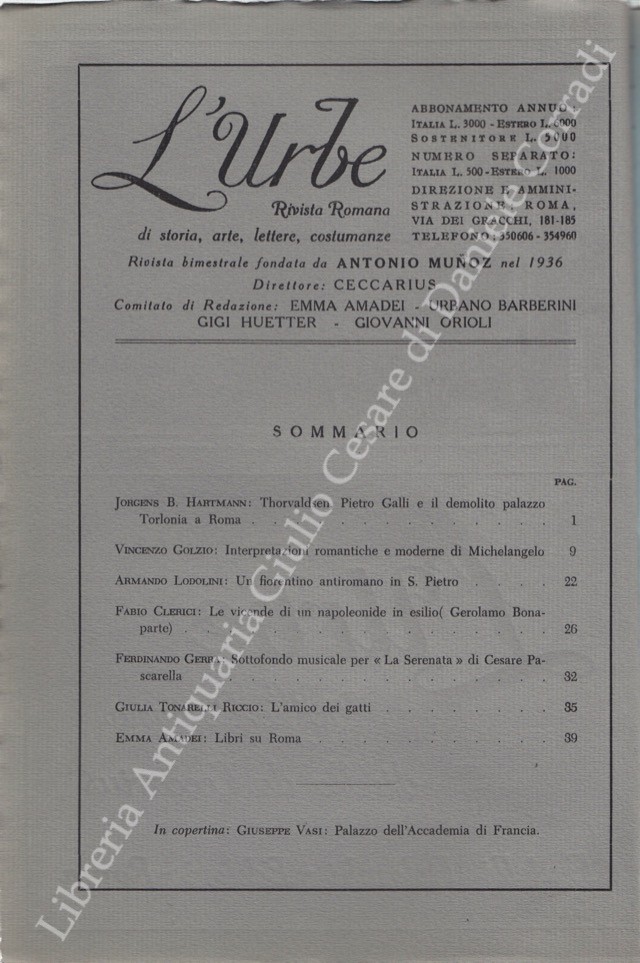 L'Urbe
Rivista Romana
di storia, arte, lettere, costumanze
ABBONAMENTO ANNUO:
ITALIA L. 3000 - ESTERO L. 6000
SOSTENITORE L. 5000
NUMERO SEPARATO:
ITALIA L. 500 - ESTERO L. 1000
DIREZIONE E AMMINI-
STRAZIONE: ROMA,
VIA DEI GRACCHI, 181-185
TELEFONO: 350606 - 354960
Rivista bimestrale fondata da ANTONIO MUÑOZ nel 1936
Direttore: CECCARIUS
Comitato di Redazione: EMMA AMADEI - URBANO BARBERINI
GIGI HUETTER - GIOVANNI ORIOLI
SOMMARIO
PAG.
JORGENS B. HARTMANN: Thorvaldsen Pietro Galli e il demolito palazzo
Torlonia a Roma . . . . . . . . . . . . . . 1
VINCENZO GOLZIO: Interpretazioni romantiche e moderne di Michelangelo 9
ARMANDO LODOLINI: Un fiorentino antiromano in S. Pietro . . . . 22
FABIO CLERICI: Le vicende di un napoleonide in esilio( Gerolamo Bona-
parte) . . . . . . . . . . . . . . . . . 26
FERDINANDO GERRA: Sottofondo musicale per « La Serenata » di Cesare Pa-
scarella . . . . . . . . . . . . . . . . 32
GIULIA TONARELLI RICCIO: L'amico dei gatti . . . . . . . 35
EMMA AMADEI: Libri su Roma . . . . . . . . . . 39
In copertina: GIUSEPPE VASI: Palazzo dell'Accademia di Francia.
Libreria Antiquaria Giulio Cesare di Daniele Corradi